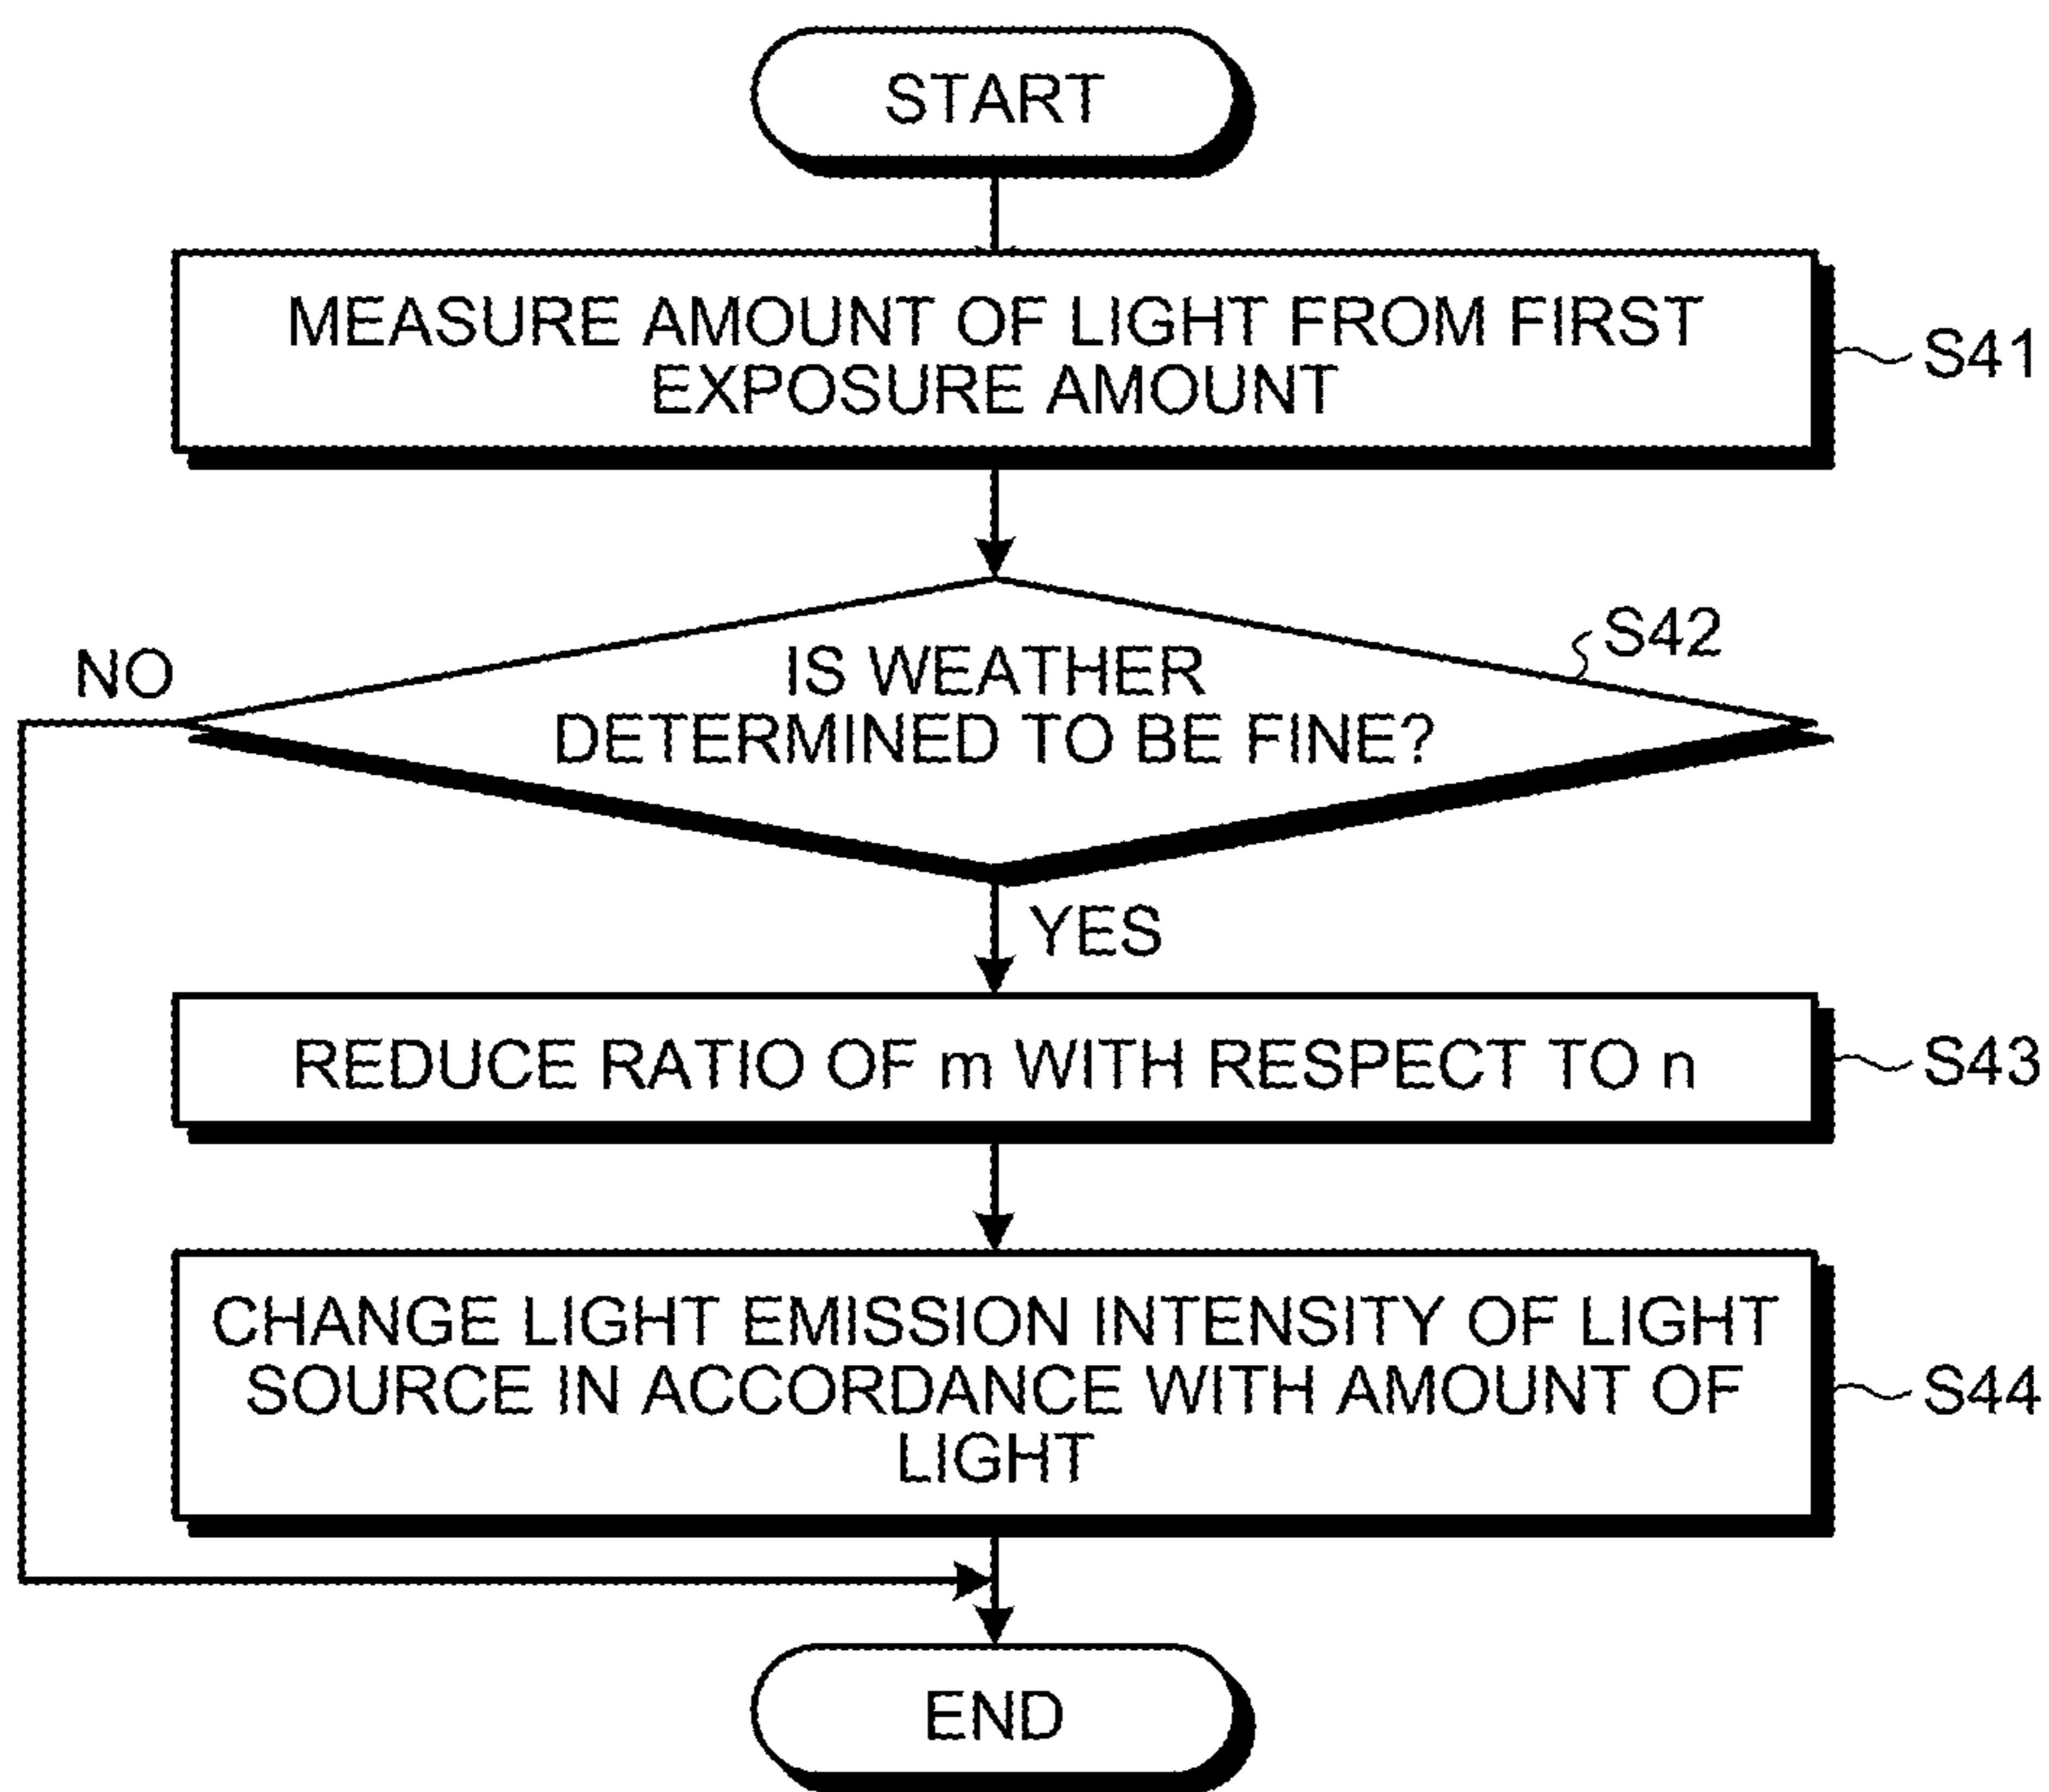 START
MEASURE AMOUNT OF LIGHT FROM FIRST
EXPOSURE AMOUNT
S41
S42
NO
IS WEATHER
DETERMINED TO BE FINE?
YES
REDUCE RATIO OF m WITH RESPECT TO n
S43
CHANGE LIGHT EMISSION INTENSITY OF LIGHT
SOURCE IN ACCORDANCE WITH AMOUNT OF
LIGHT
S44
END